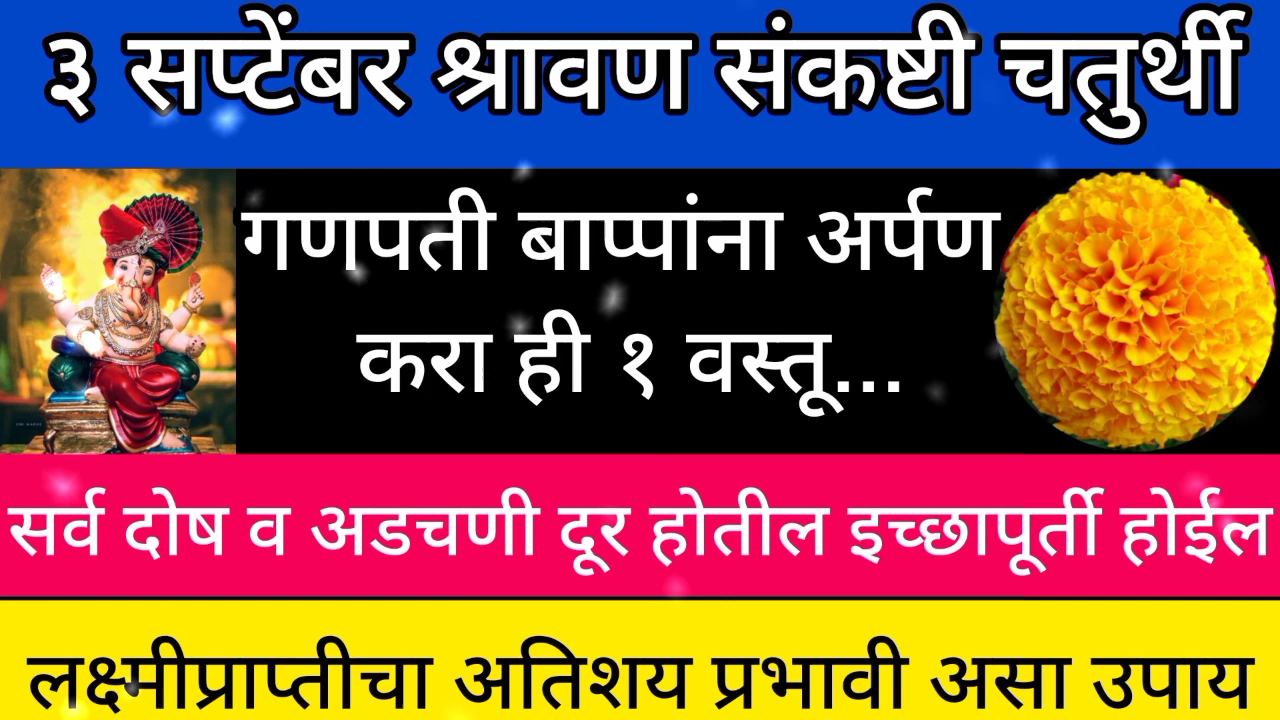 ३ सप्टेंबर श्रावण संकष्टी चतुर्थी
गणपती बाप्पांना अर्पण
करा ही १ वस्तू...
सर्व दोष व अडचणी दूर होतील इच्छापूर्ती होईल
लक्ष्मीप्राप्तीचा अतिशय प्रभावी असा उपाय